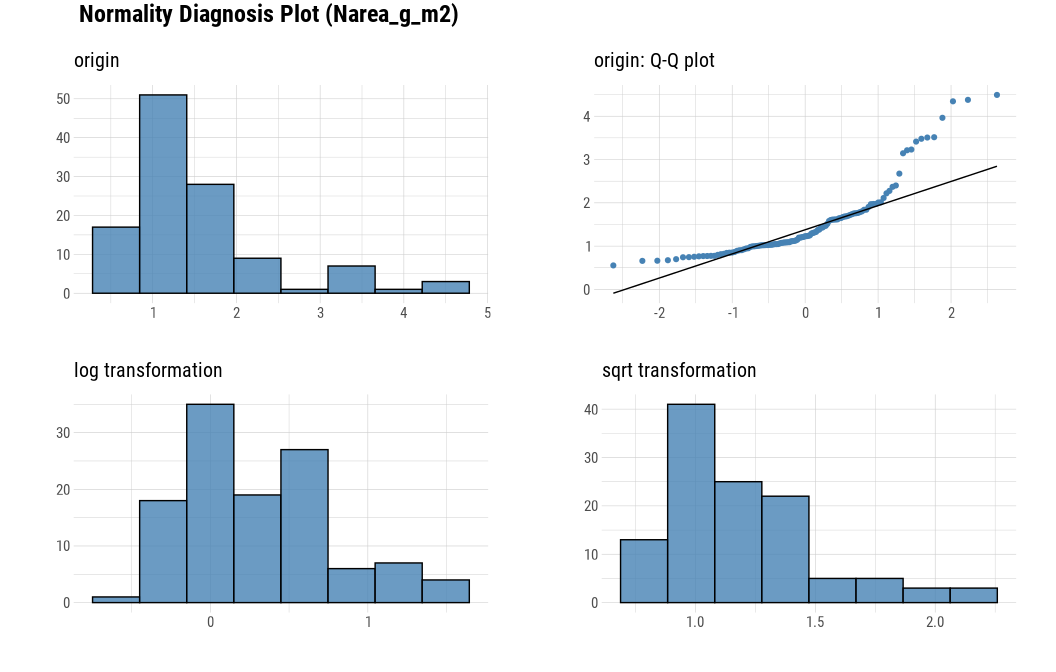 Normality Diagnosis Plot (Narea_g_m2)
origin
50
40
30
20
10
0
1 2 3 4 5
origin: Q-Q plot
4
3
2
1
0
-2 -1 0 1 2
log transformation
30
20
10
0
0 1
sqrt transformation
40
30
20
10
0
1.0 1.5 2.0